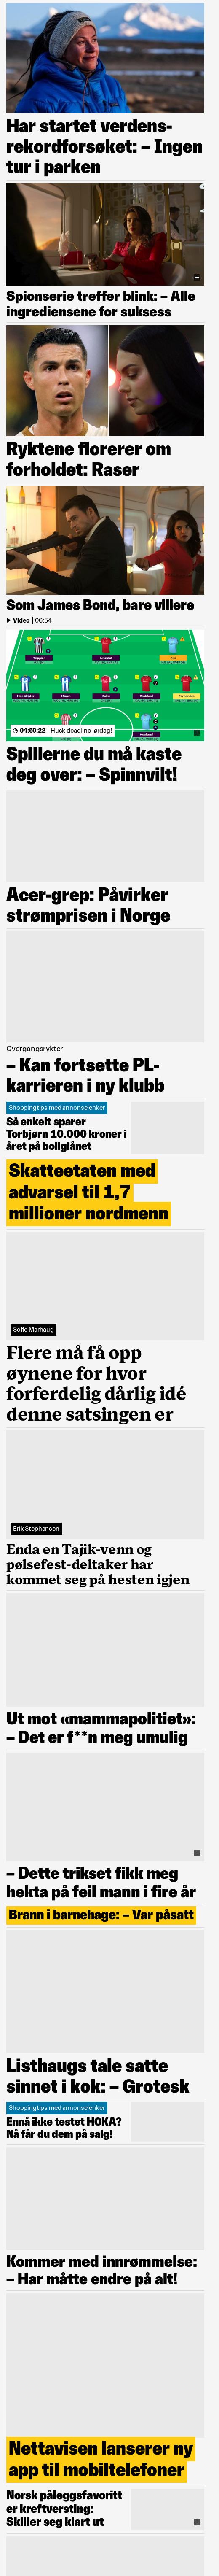 Har startet verdens-
rekordforsøket: – Ingen
tur i parken
Spionserie treffer blink: – Alle
ingrediensene for suksess
Ryktene florerer om
forholdet: Raser
Som James Bond, bare villere
Video | 06:54
04:50:22 | Husk deadline lørdag!
Spillerne du må kaste
deg over: – Spinnvilt!
Acer-grep: Påvirker
strømprisen i Norge
Overgangsrykter
– Kan fortsette PL-
karrieren i ny klubb
Shoppingtips med annonselenker
Så enkelt sparer
Torbjørn 10.000 kroner i
året på boliglånet
Skatteetaten med
advarsel til 1,7
millioner nordmenn
Sofie Marhaug
Flere må få opp
øynene for hvor
forferdelig dårlig idé
denne satsingen er
Erik Stephansen
Enda en Tajik-venn og
pølsefest-deltaker har
kommet seg på hesten igjen
Ut mot «mammapolitiet»:
– Det er f**n meg umulig
– Dette trikset fikk meg
hekta på feil mann i fire år
Brann i barnehage: – Var påsatt
Listhaugs tale satte
sinnet i kok: – Grotesk
Shoppingtips med annonselenker
Ennå ikke testet HOKA?
Nå får du dem på salg!
Kommer med innrømmelse:
– Har måtte endre på alt!
Nettavisen lanserer ny
app til mobiltelefoner
Norsk påleggsfavoritt
er kreftversting:
Skiller seg klart ut